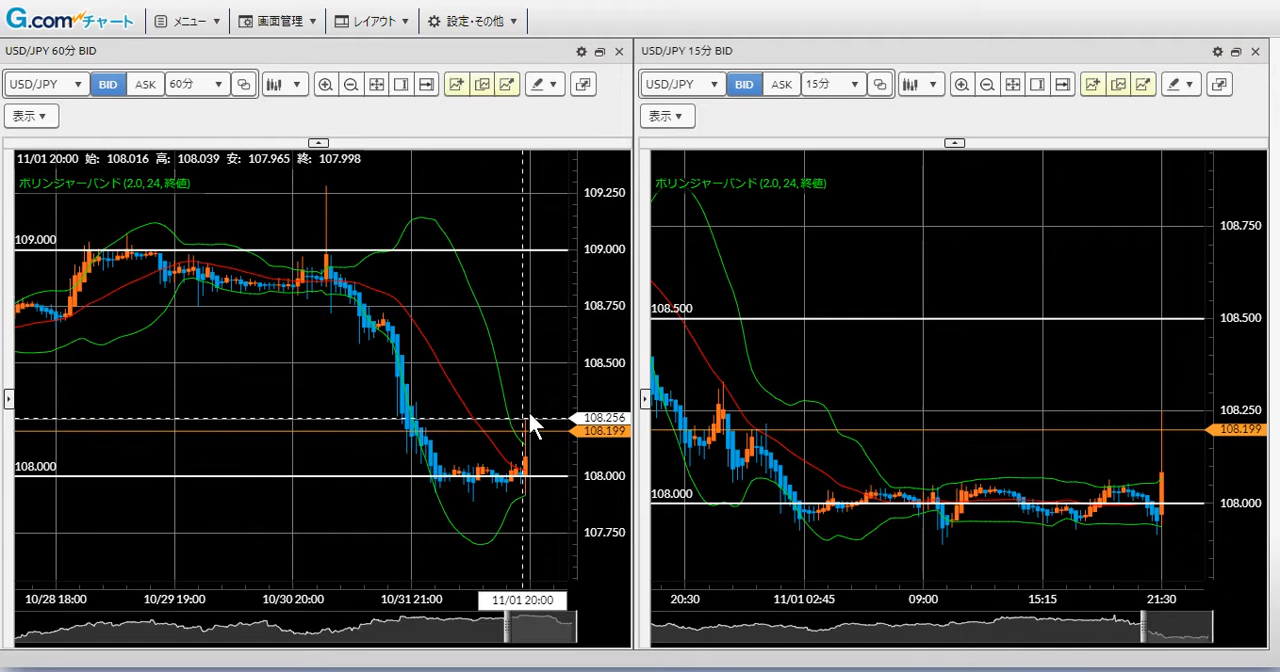 G.comチャート メニュー ▼ 画面管理 ▼ レイアウト ▼ 設定・その他 ▼
USD/JPY 60分 BID
USD/JPY ▼ BID ASK 60分 ▼
表示 ▼
11/01 20:00 始: 108.016 高: 108.039 安: 107.965 終: 107.998
ボリンジャーバンド (2.0, 24, 終値)
109.250
109.000 109.000
108.750
108.500
108.256
108.199
108.000 108.000
107.750
10/28 18:00 10/29 19:00 10/30 20:00 10/31 21:00 11/01 20:00
USD/JPY 15分 BID
USD/JPY ▼ BID ASK 15分 ▼
表示 ▼
ボリンジャーバンド (2.0, 24, 終値)
108.750
108.500 108.500
108.250
108.199
108.000 108.000
20:30 11/01 02:45 09:00 15:15 21:30